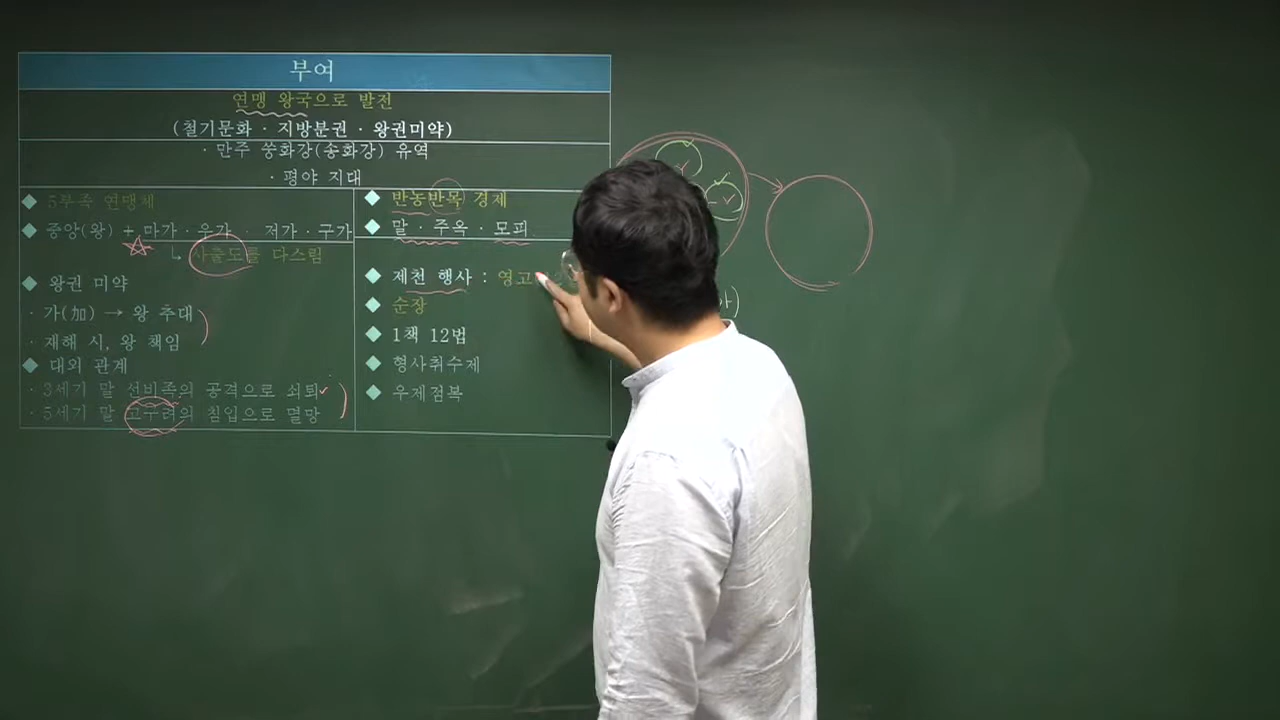 부여
연맹 왕국으로 발전
(철기문화 · 지방분권 · 왕권미약)
· 만주 쑹화강(송화강) 유역
· 평야 지대
◆ 5부족 연맹체
◆ 중앙(왕) + 마가 · 우가 · 저가 · 구가
↳ 사출도를 다스림
◆ 왕권 미약
· 가(加) → 왕 추대
· 재해 시, 왕 책임
◆ 대외 관계
· 3세기 말 선비족의 공격으로 쇠퇴
· 5세기 말 고구려의 침입으로 멸망
◆ 반농반목 경제
◆ 말 · 주옥 · 모피
◆ 제천 행사 : 영고
◆ 순장
◆ 1책 12법
◆ 형사취수제
◆ 우제점복